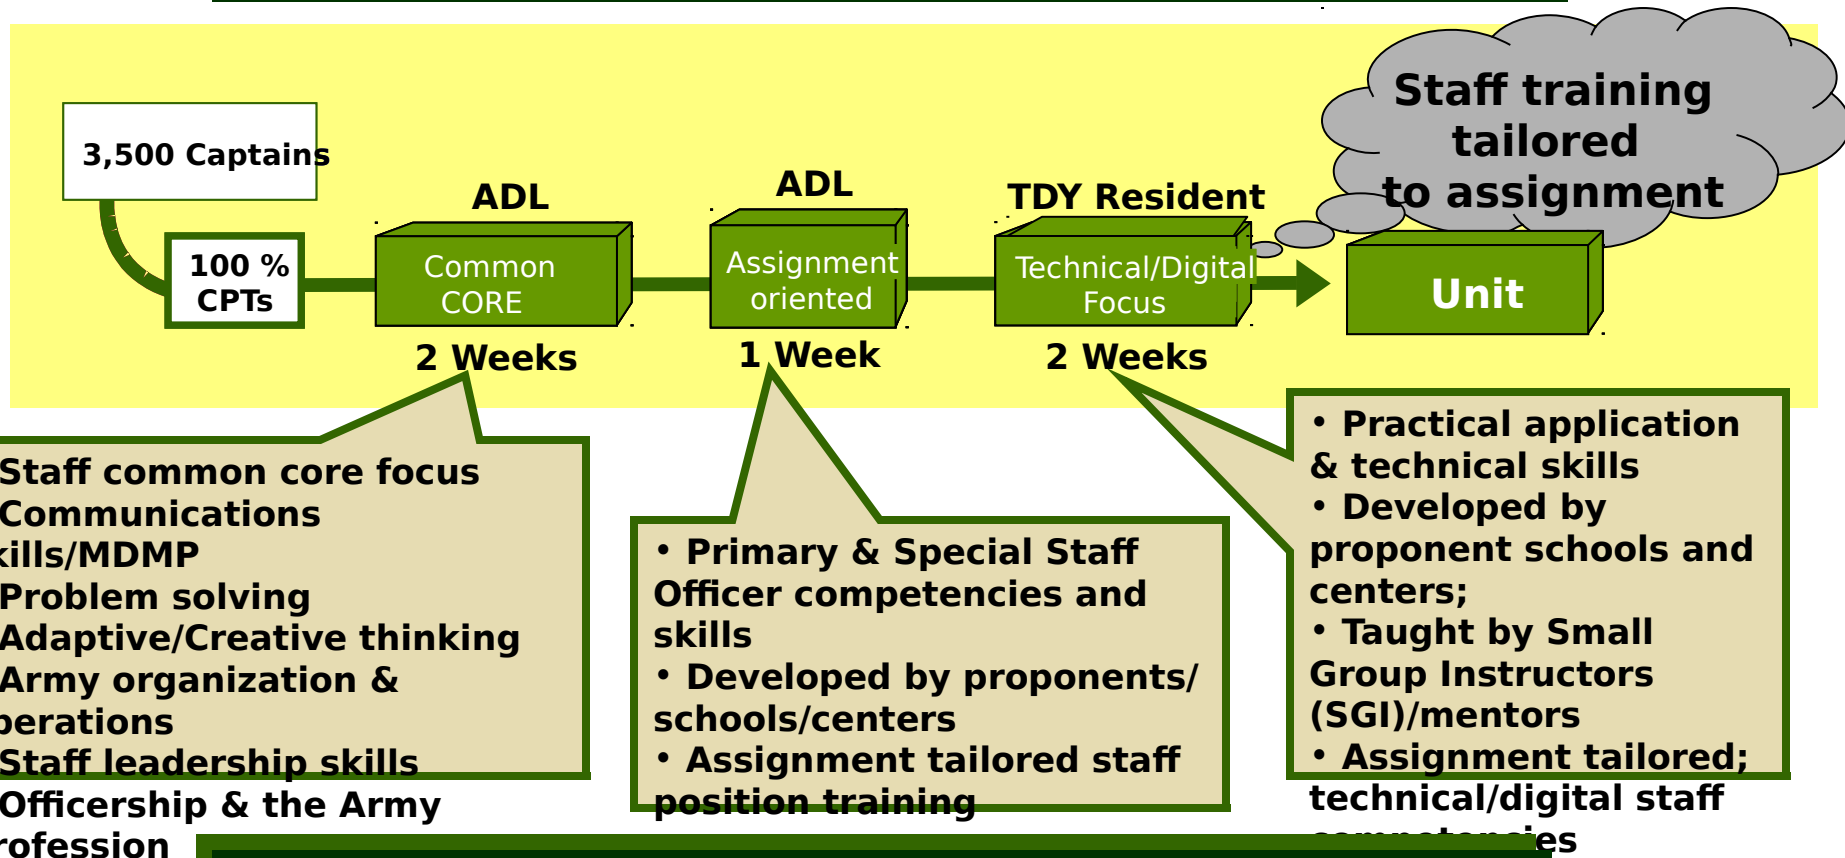 Staff training
tailored
to assignment
3,500 Captains
100 %
CPTs
ADL
Common
CORE
2 Weeks
ADL
Assignment
oriented
1 Week
TDY Resident
Technical/Digital
Focus
2 Weeks
Unit
Staff common core focus
Communications
kills/MDMP
Problem solving
Adaptive/Creative thinking
Army organization &
perations
Staff leadership skills
Officership & the Army
rofession
• Primary & Special Staff
Officer competencies and
skills
• Developed by proponents/
schools/centers
• Assignment tailored staff
position training
• Practical application
& technical skills
• Developed by
proponent schools and
centers;
• Taught by Small
Group Instructors
(SGI)/mentors
• Assignment tailored;
technical/digital staff
competencies